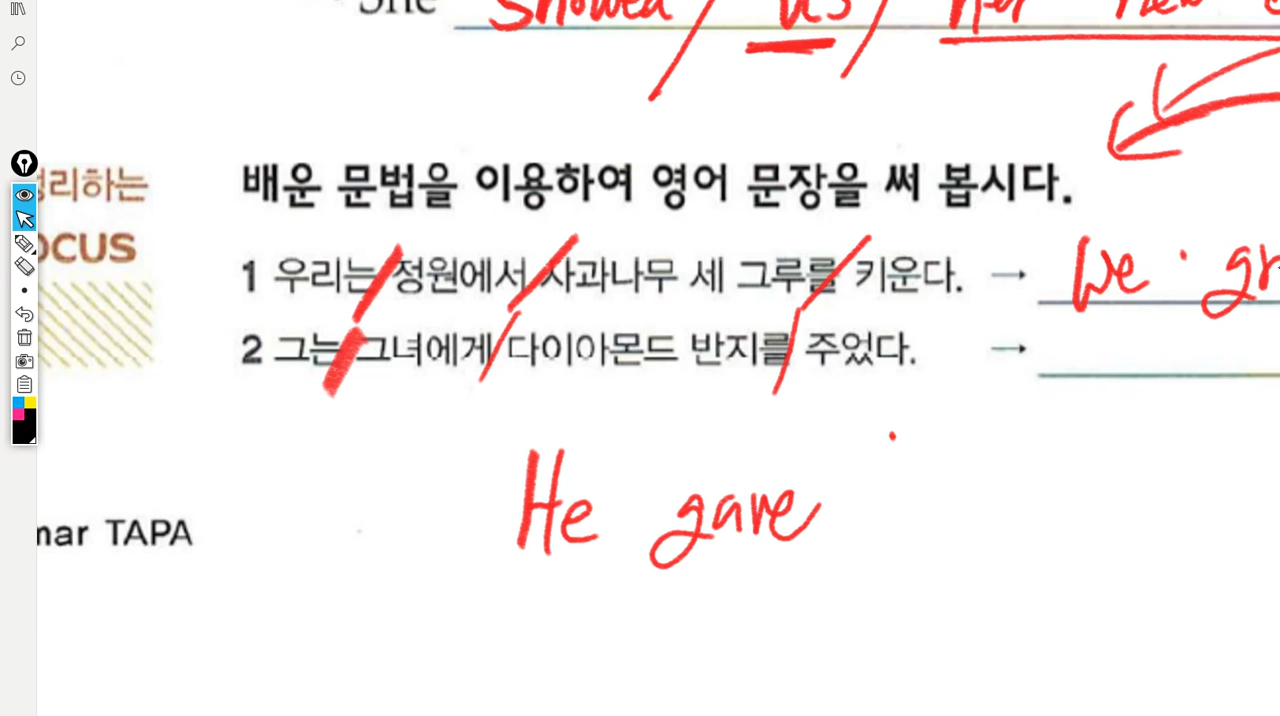 She showed / us / her new
배운 문법을 이용하여 영어 문장을 써 봅시다.
리하는
OCUS
1 우리는 정원에서 사과나무 세 그루를 키운다. → We gr
2 그는 그녀에게 다이아몬드 반지를 주었다. →
He gave
mar TAPA